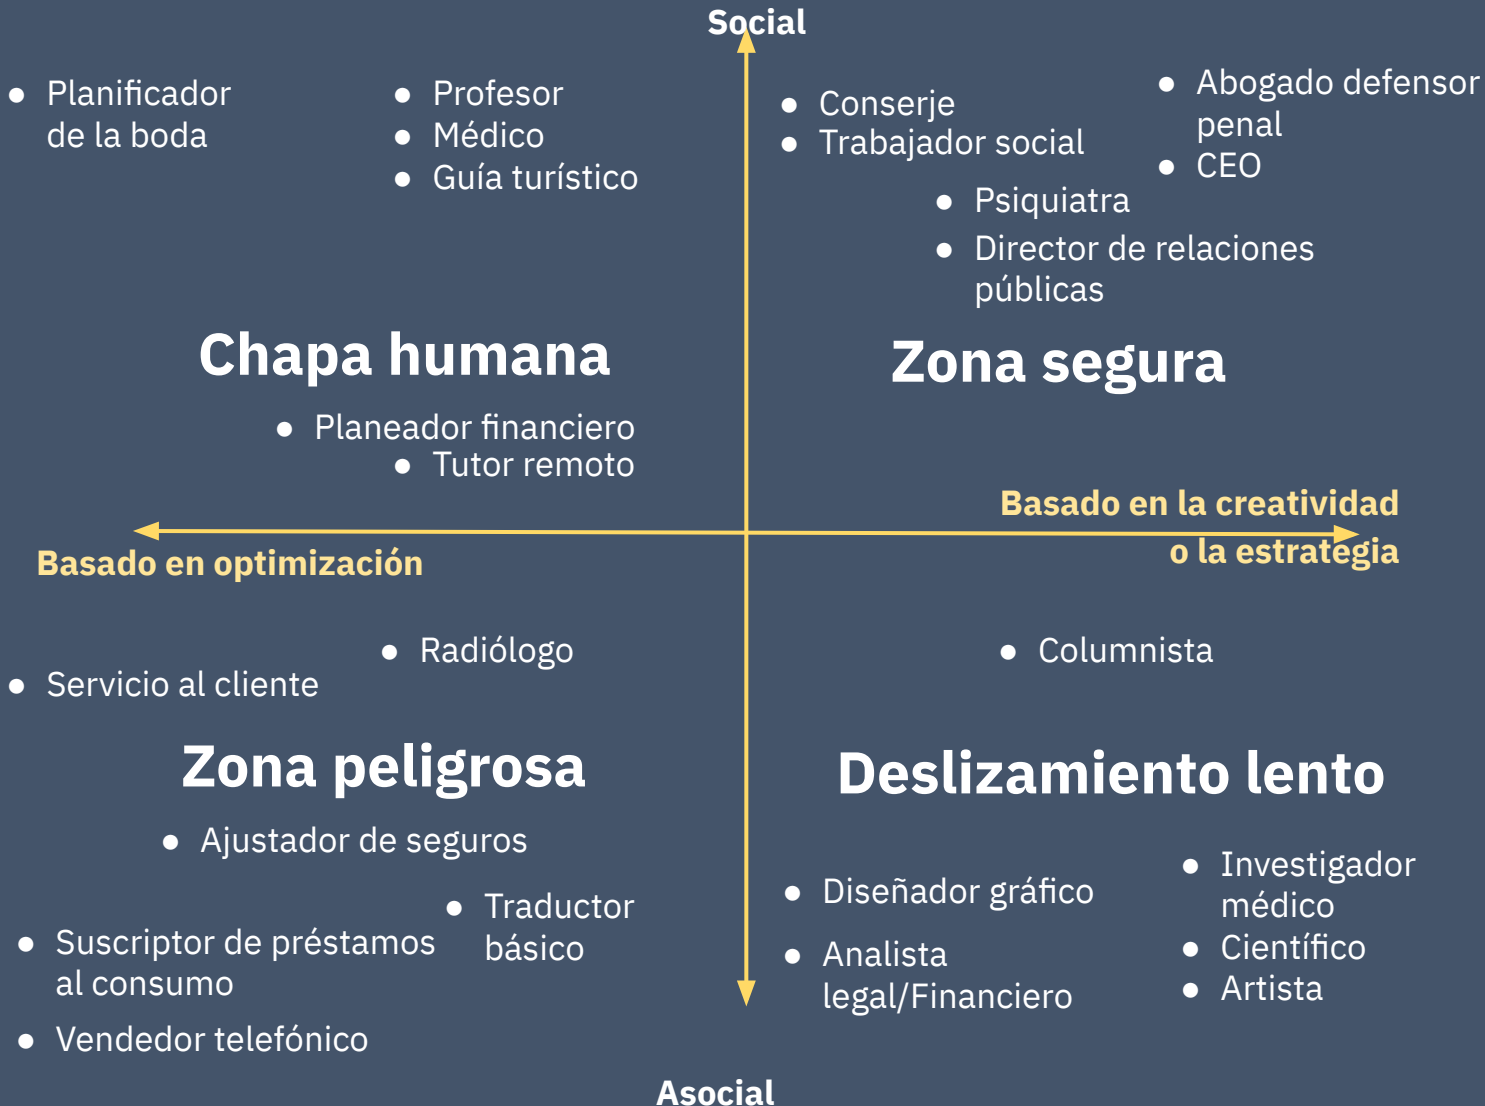 Social
Planificador
de la boda
Profesor
Médico
Guía turístico
Conserje
Trabajador social
Abogado defensor
penal
CEO
Psiquiatra
Director de relaciones
públicas
Chapa humana
Zona segura
Planeador financiero
Tutor remoto
Basado en la creatividad
o la estrategia
Basado en optimización
Radiólogo
Servicio al cliente
Columnista
Zona peligrosa
Deslizamiento lento
Ajustador de seguros
Traductor
básico
Suscriptor de préstamos
al consumo
Vendedor telefónico
Diseñador gráfico
Analista
legal/Financiero
Investigador
médico
Científico
Artista
Asocial